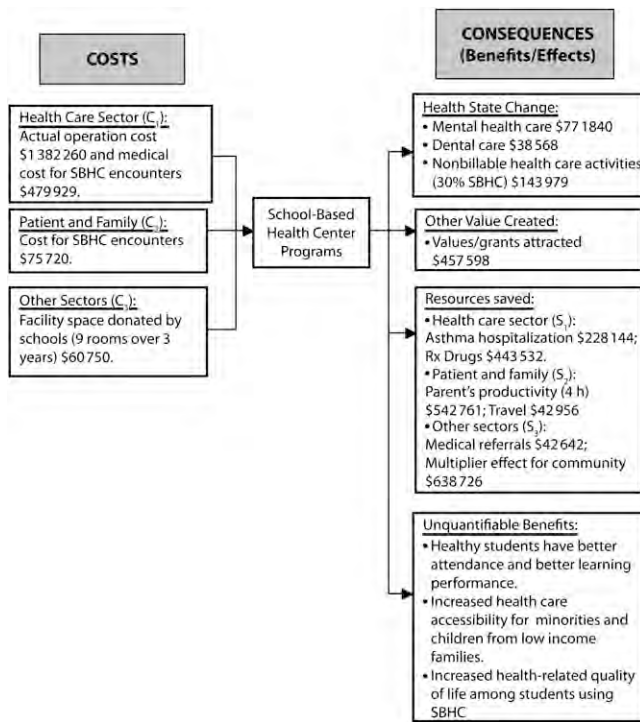 COSTS
Health Care Sector (C1):
Actual operation cost
$1 382 260 and medical
cost for SBHC encounters
$479 929.
Patient and Family (C2):
Cost for SBHC encounters
$75 720.
Other Sectors (C3):
Facility space donated by
schools (9 rooms over 3
years) $60 750.
School-Based
Health Center
Programs
CONSEQUENCES
(Benefits/Effects)
Health State Change:
• Mental health care $77 1840
• Dental care $38 568
• Nonbillable health care activities
(30% SBHC) $143 979
Other Value Created:
• Values/grants attracted
$457 598
Resources saved:
• Health care sector (S1):
Asthma hospitalization $228 144;
Rx Drugs $443 532.
• Patient and family (S2):
Parent's productivity (4 h)
$542 761; Travel $42 956
• Other sectors (S3):
Medical referrals $42 642;
Multiplier effect for community
$638 726
Unquantifiable Benefits:
• Healthy students have better
attendance and better learning
performance.
• Increased health care
accessibility for minorities and
children from low income
families.
• Increased health-related quality
of life among students using
SBHC